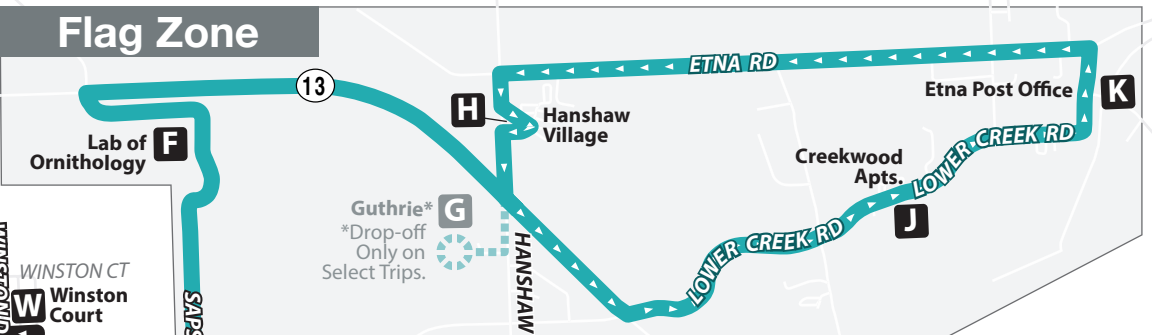 Flag Zone
13
ETNA RD
K
Etna Post Office
H
Hanshaw
Village
Lab of
Ornithology
F
LOWER CREEK RD
Creekwood
Apts.
J
Guthrie*
G
*Drop-off
Only on
Select Trips.
HANSHAW
LOWER CREEK RD
WINSTON CT
W
Winston
Court
SAPS